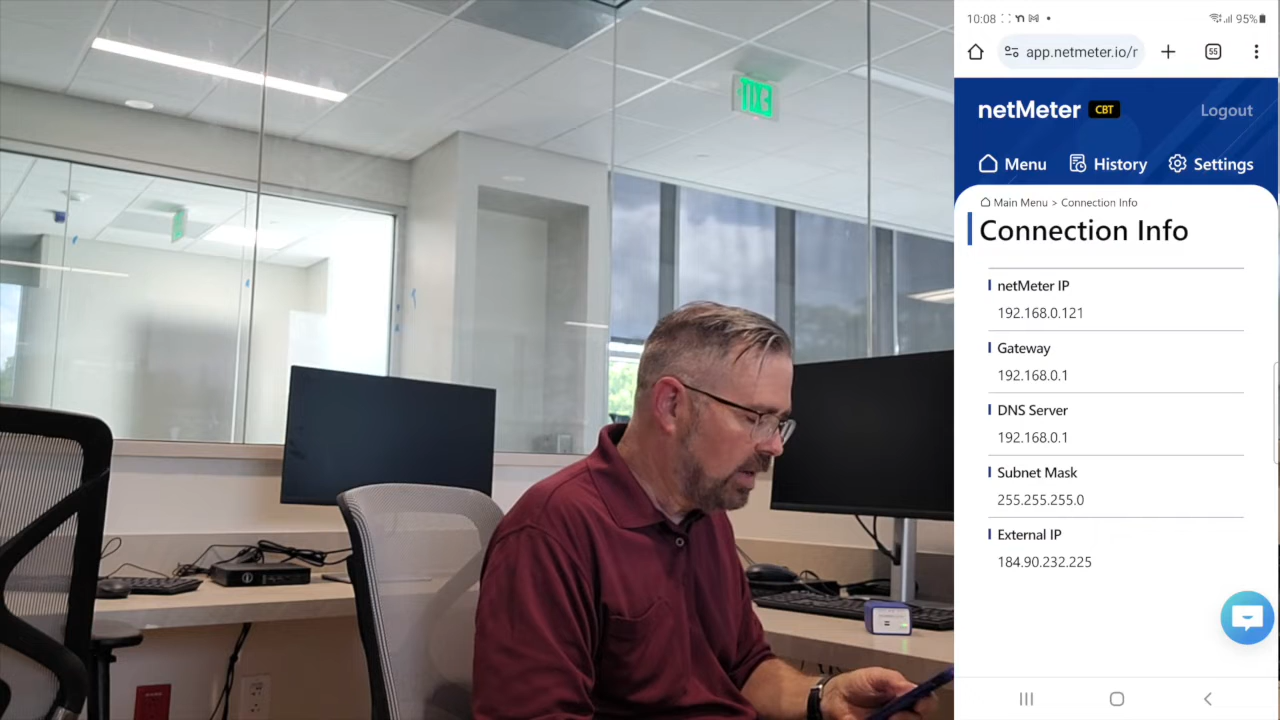 10:08
95%
app.netmeter.io/r
55
netMeter CBT
Logout
Menu
History
Settings
Main Menu > Connection Info
Connection Info
netMeter IP
192.168.0.121
Gateway
192.168.0.1
DNS Server
192.168.0.1
Subnet Mask
255.255.255.0
External IP
184.90.232.225